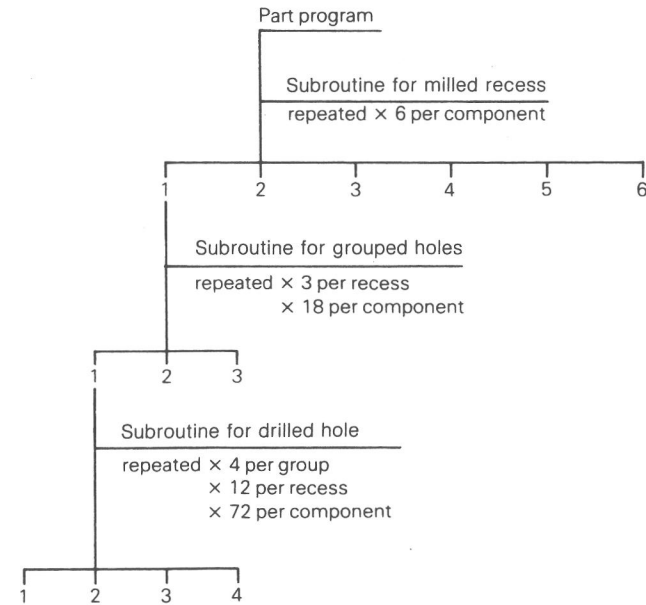 Part program
Subroutine for milled recess
repeated × 6 per component
1 2 3 4 5 6
Subroutine for grouped holes
repeated × 3 per recess
× 18 per component
1 2 3
Subroutine for drilled hole
repeated × 4 per group
× 12 per recess
× 72 per component
1 2 3 4